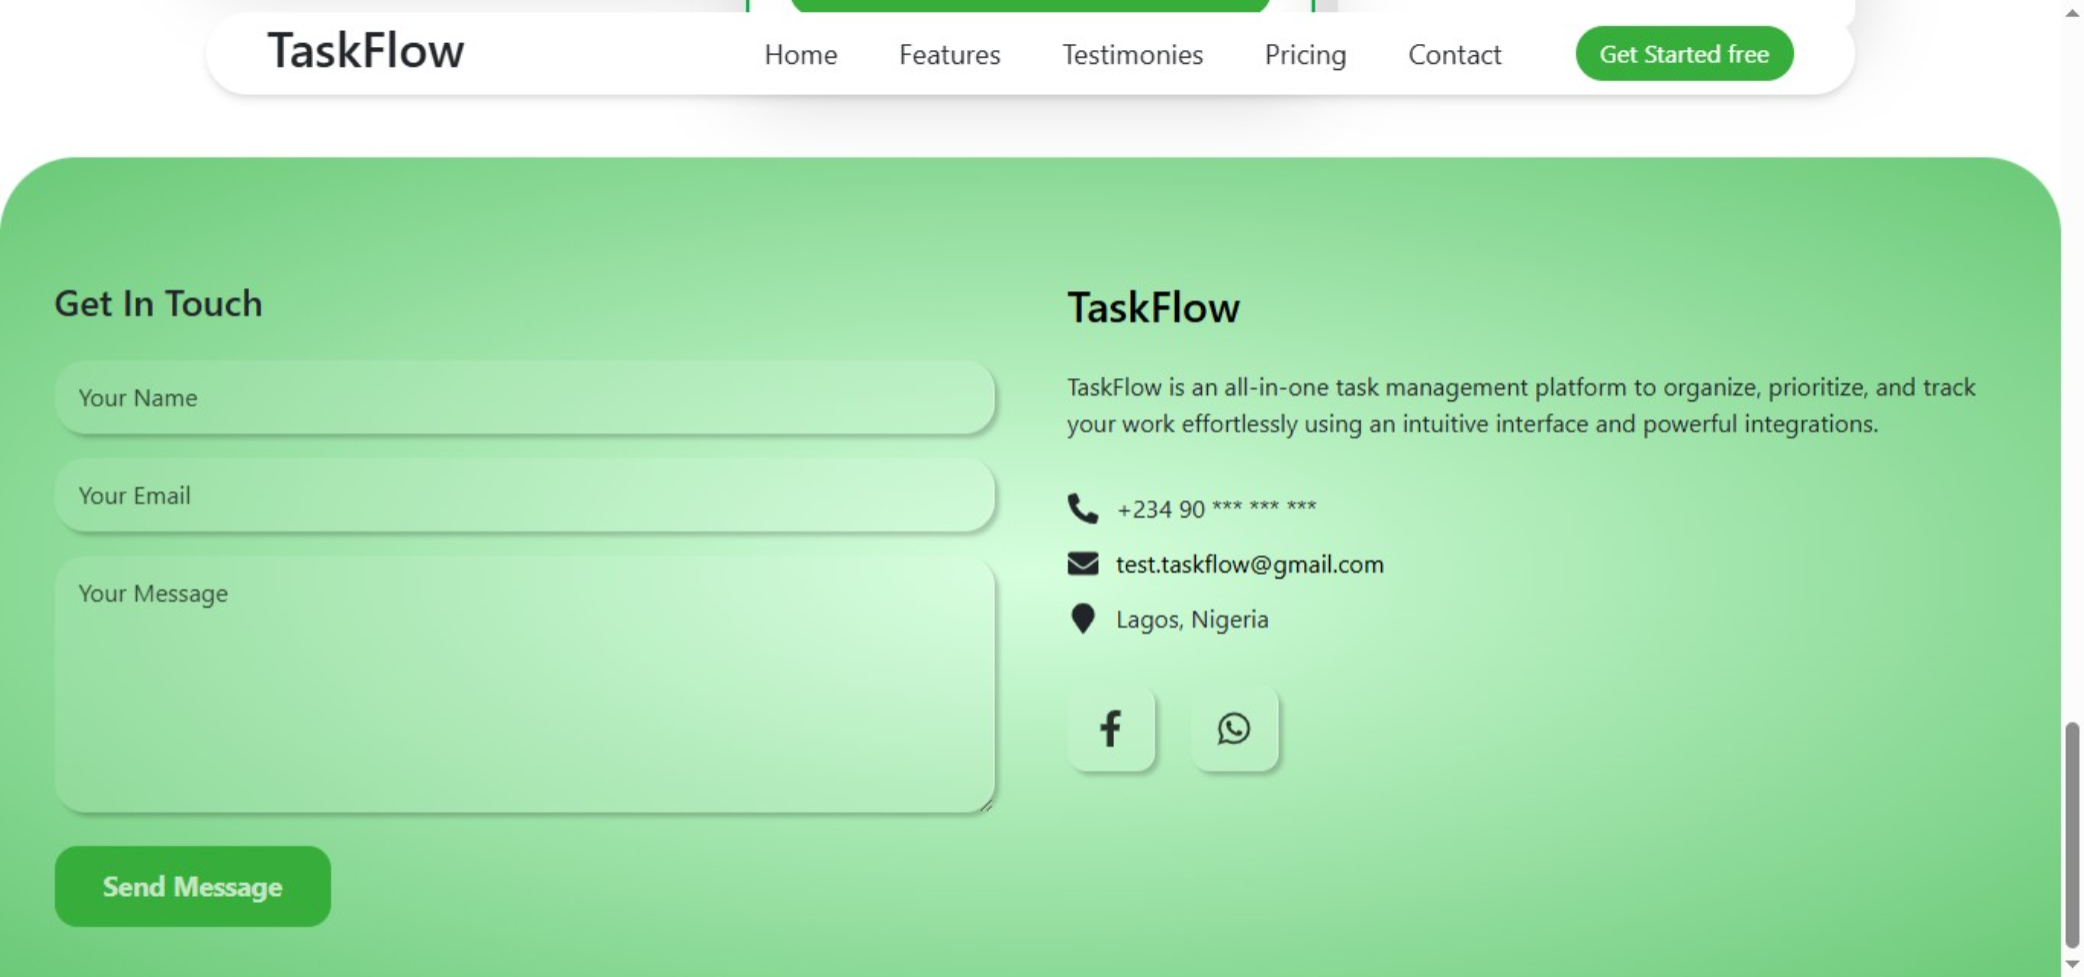 TaskFlow
Home
Features
Testimonies
Pricing
Contact
Get Started free
Get In Touch
Your Name
Your Email
Your Message
Send Message
TaskFlow
TaskFlow is an all-in-one task management platform to organize, prioritize, and track
your work effortlessly using an intuitive interface and powerful integrations.
+234 90 *** *** ***
test.taskflow@gmail.com
Lagos, Nigeria